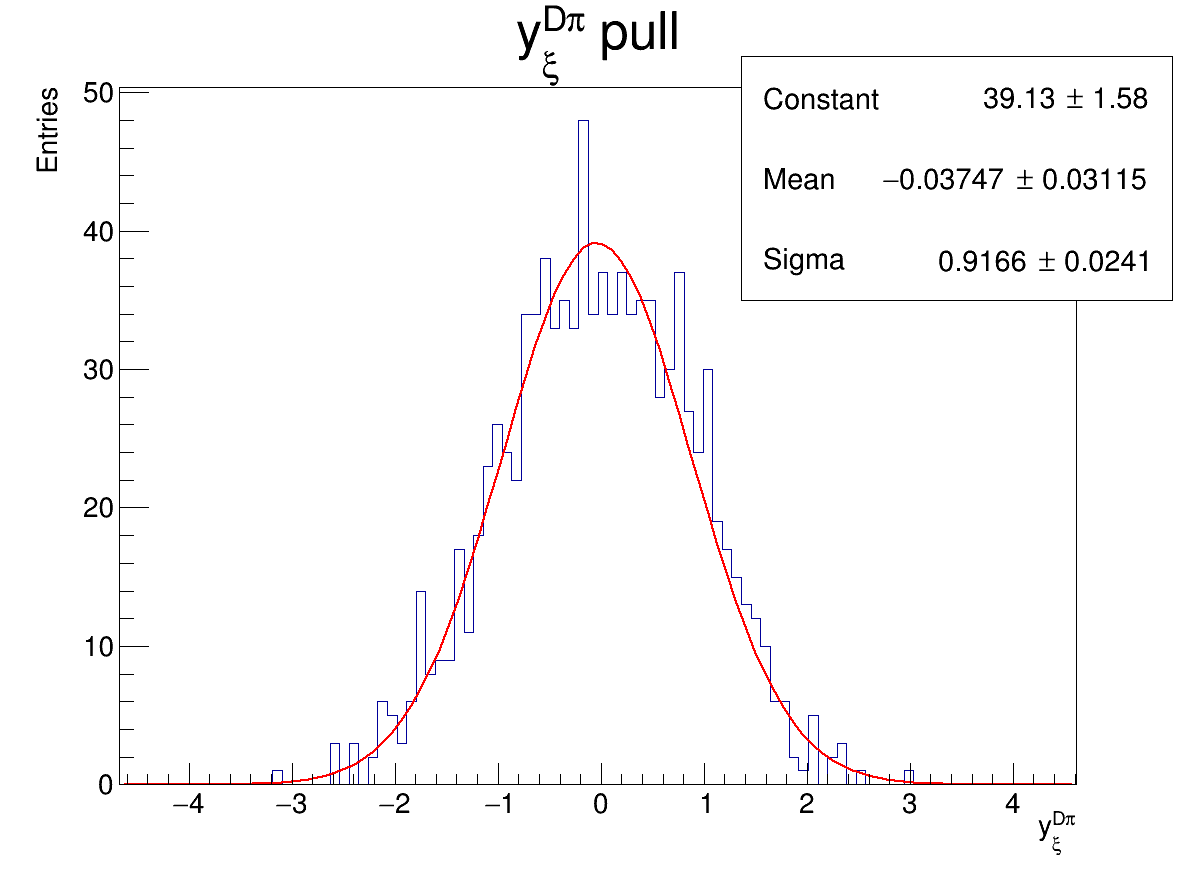 y_ξ^Dπ pull
Entries
Constant 39.13 ± 1.58
Mean −0.03747 ± 0.03115
Sigma 0.9166 ± 0.0241
50
40
30
20
10
0
−4 −3 −2 −1 0 1 2 3 4
y_ξ^Dπ